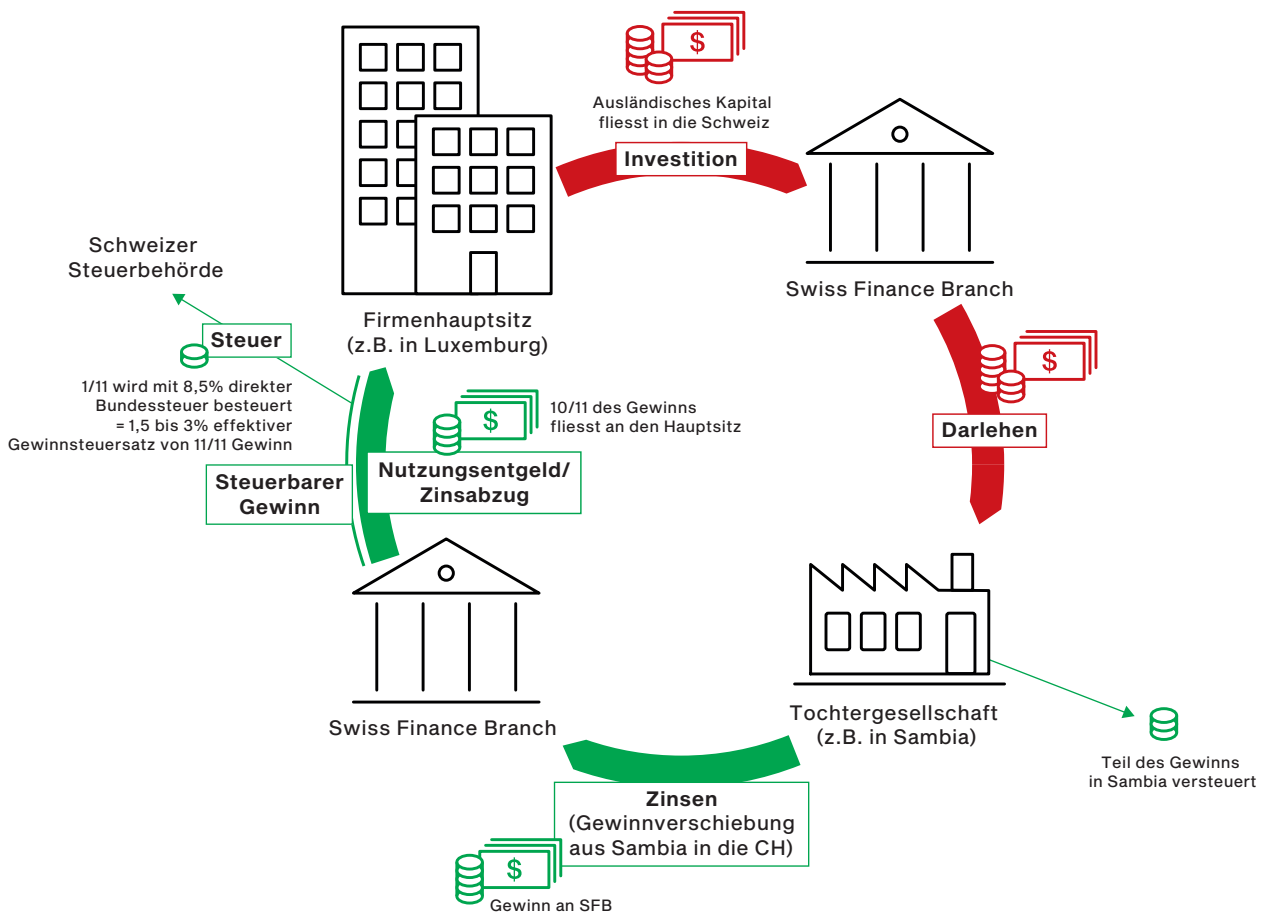 $
Ausländisches Kapital
fliesst in die Schweiz
Investition
Swiss Finance Branch
$
Darlehen
Firmenhauptsitz
(z.B. in Luxemburg)
Schweizer
Steuerbehörde
Steuer
1/11 wird mit 8,5% direkter
Bundessteuer besteuert
= 1,5 bis 3% effektiver
Gewinnsteuersatz von 11/11 Gewinn
Steuerbarer
Gewinn
$
10/11 des Gewinns
fliesst an den Hauptsitz
Nutzungsentgeld/
Zinsabzug
Swiss Finance Branch
Tochtergesellschaft
(z.B. in Sambia)
Teil des Gewinns
in Sambia versteuert
Zinsen
(Gewinnverschiebung
aus Sambia in die CH)
$
Gewinn an SFB